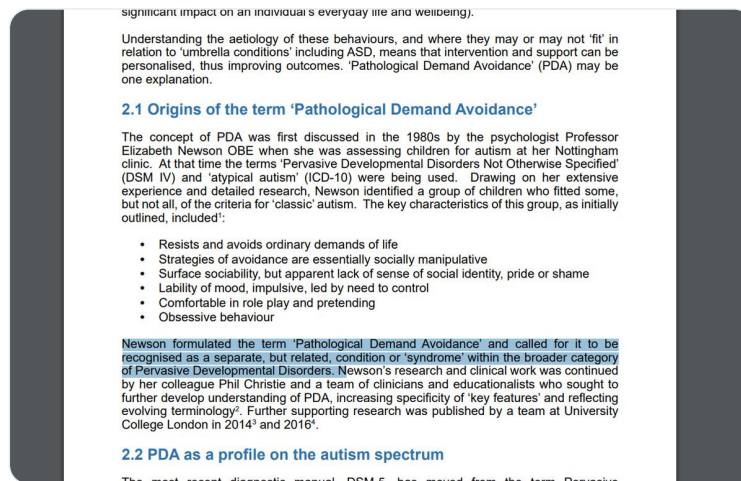 significant impact on an individual's everyday life and wellbeing).
Understanding the aetiology of these behaviours, and where they may or may not 'fit' in
relation to 'umbrella conditions' including ASD, means that intervention and support can be
personalised, thus improving outcomes. 'Pathological Demand Avoidance' (PDA) may be
one explanation.
2.1 Origins of the term 'Pathological Demand Avoidance'
The concept of PDA was first discussed in the 1980s by the psychologist Professor
Elizabeth Newson OBE when she was assessing children for autism at her Nottingham
clinic. At that time the terms 'Pervasive Developmental Disorders Not Otherwise Specified'
(DSM IV) and 'atypical autism' (ICD-10) were being used. Drawing on her extensive
experience and detailed research, Newson identified a group of children who fitted some,
but not all, of the criteria for 'classic' autism. The key characteristics of this group, as initially
outlined, included¹:
• Resists and avoids ordinary demands of life
• Strategies of avoidance are essentially socially manipulative
• Surface sociability, but apparent lack of sense of social identity, pride or shame
• Lability of mood, impulsive, led by need to control
• Comfortable in role play and pretending
• Obsessive behaviour
Newson formulated the term 'Pathological Demand Avoidance' and called for it to be
recognised as a separate, but related, condition or 'syndrome' within the broader category
of Pervasive Developmental Disorders. Newson's research and clinical work was continued
by her colleague Phil Christie and a team of clinicians and educationalists who sought to
further develop understanding of PDA, increasing specificity of 'key features' and reflecting
evolving terminology². Further supporting research was published by a team at University
College London in 2014³ and 2016⁴.
2.2 PDA as a profile on the autism spectrum
The most recent diagnostic manual, DSM-5, has moved from the term Pervasive